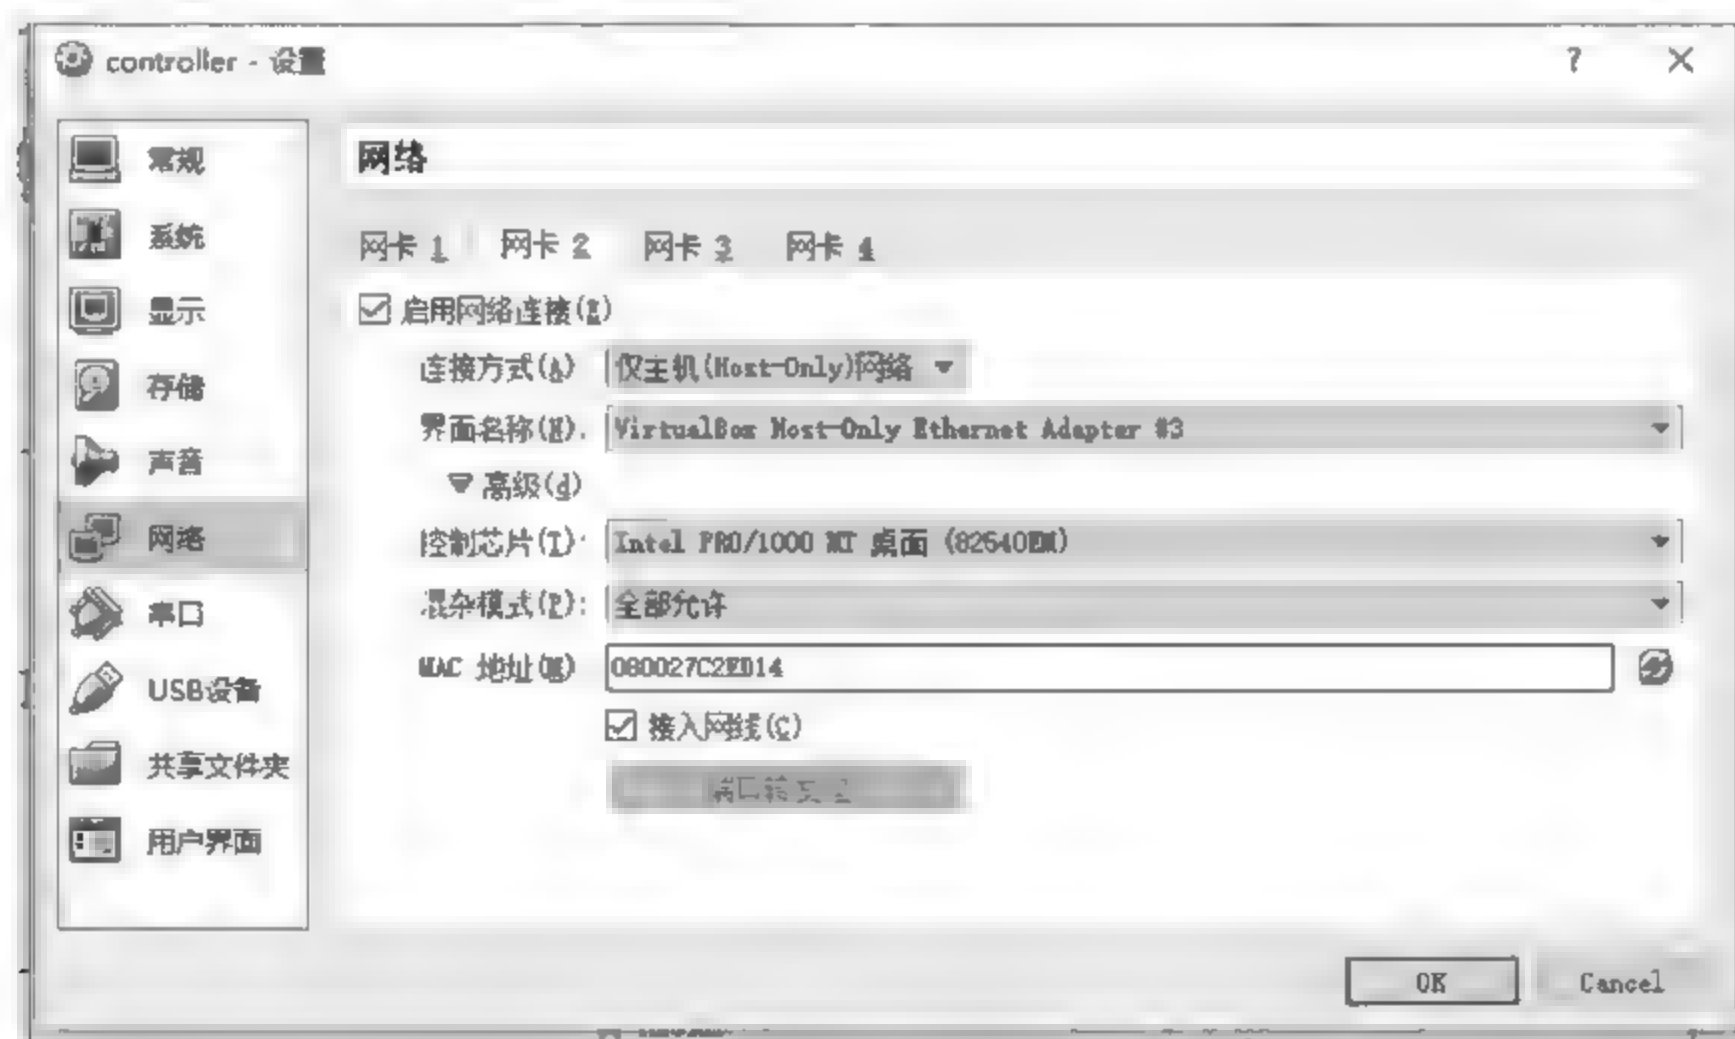 controller - 设置
?
常规
系统
显示
存储
声音
网络
串口
USB设备
共享文件夹
用户界面
网络
网卡 1 网卡 2 网卡 3 网卡 4
启用网络连接(E)
连接方式(A) 仅主机(Host-Only)网络
界面名称(N): VirtualBox Host-Only Ethernet Adapter #3
高级(d)
控制芯片(T): Intel PRO/1000 MT 桌面 (82540EM)
混杂模式(P): 全部允许
MAC 地址(M) 080027C2ED14
接入网线(C)
OK Cancel